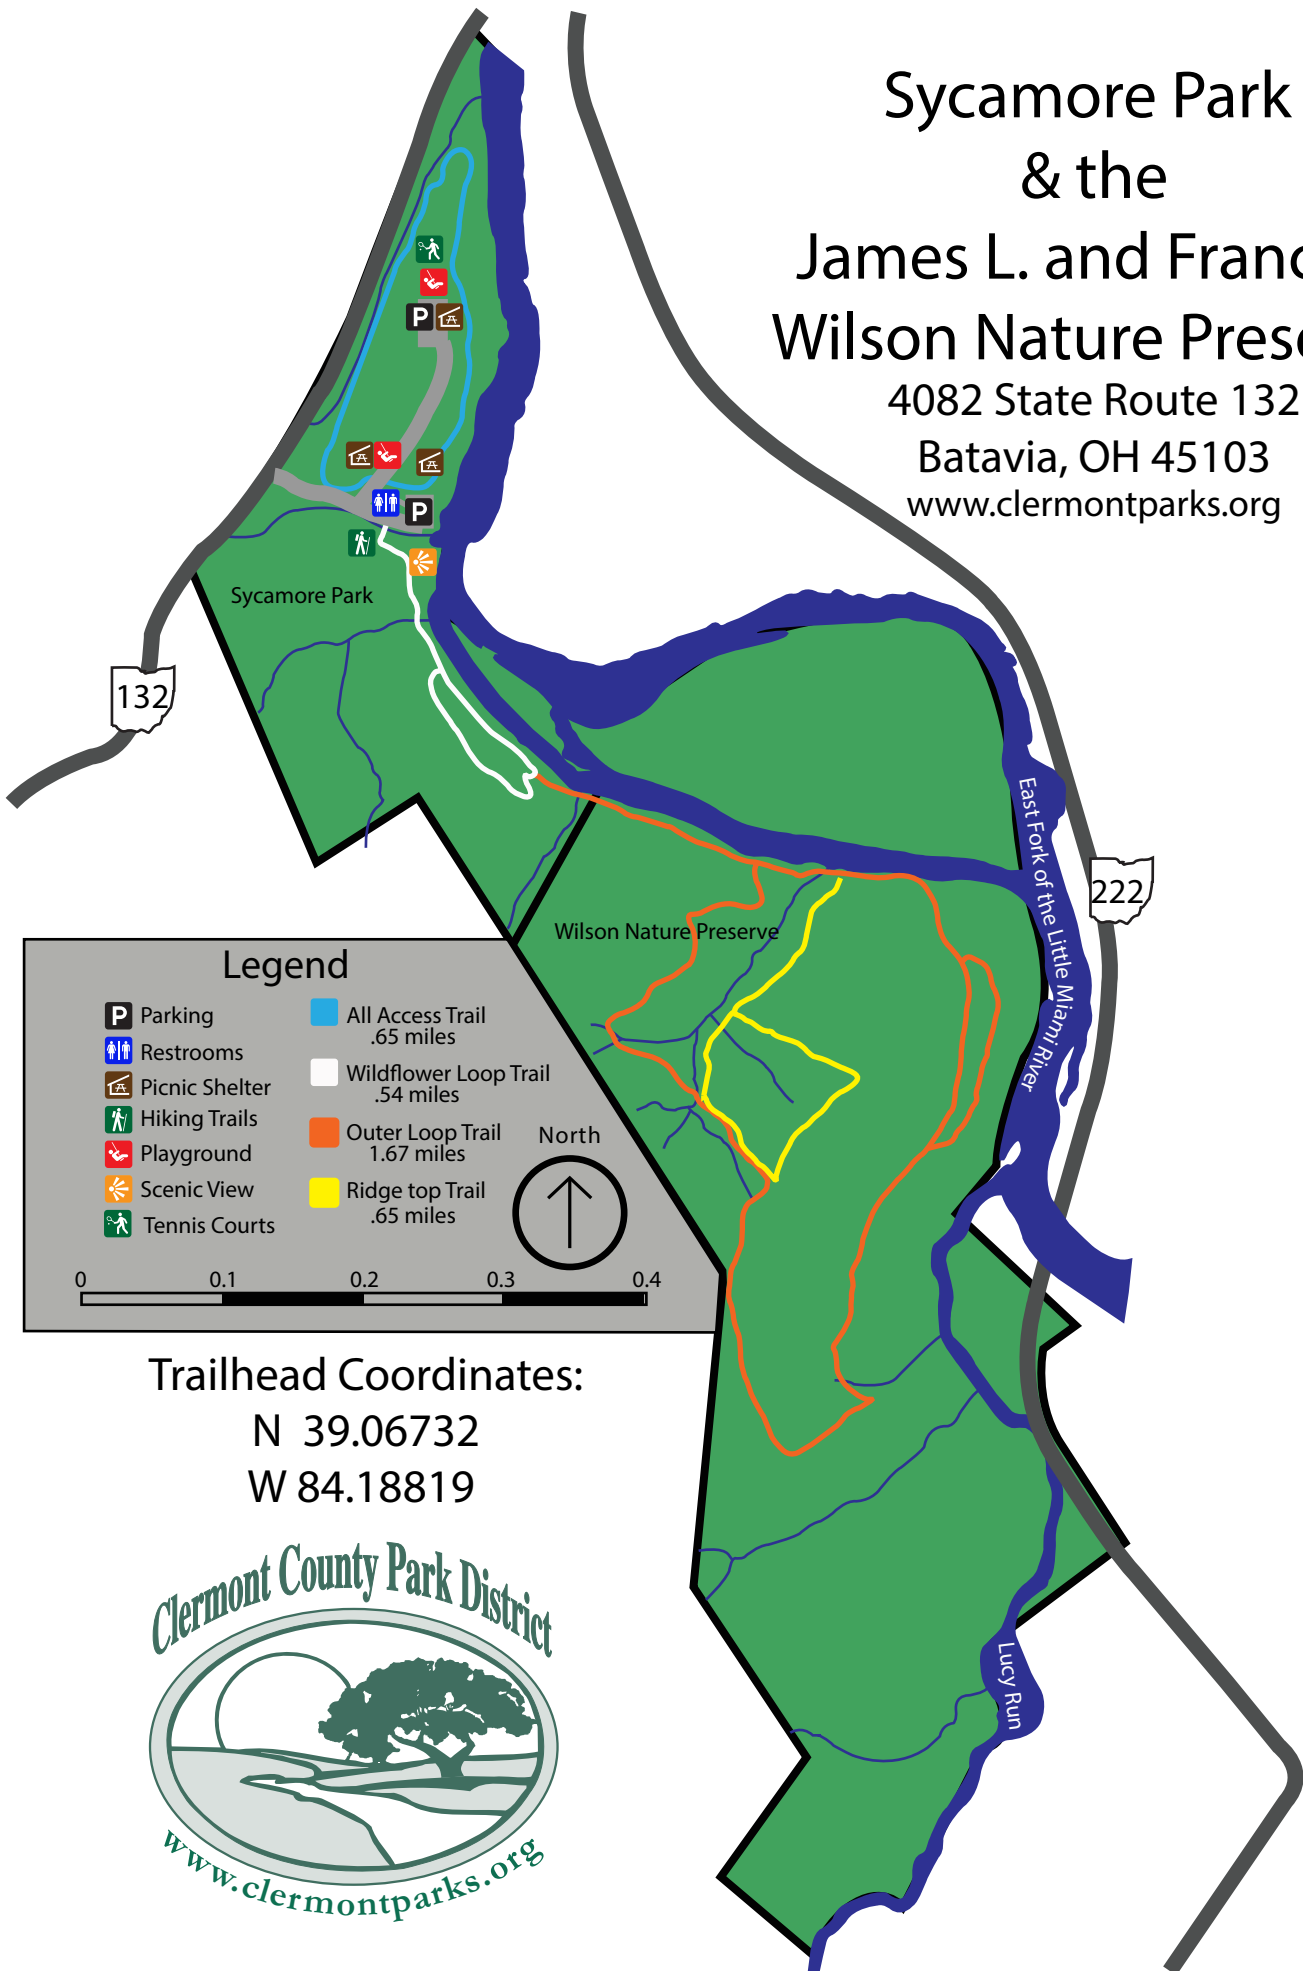 Sycamore Park
& the
James L. and Franc
Wilson Nature Pres
4082 State Route 132
Batavia, OH 45103
www.clermontparks.org
P
P
Sycamore Park
132
East Fork of the Little Miami River
222
Wilson Nature Preserve
Legend
P Parking
Restrooms
Picnic Shelter
Hiking Trails
Playground
Scenic View
Tennis Courts
All Access Trail
.65 miles
Wildflower Loop Trail
.54 miles
Outer Loop Trail
1.67 miles
Ridge top Trail
.65 miles
North
0 0.1 0.2 0.3 0.4
Trailhead Coordinates:
N 39.06732
W 84.18819
Clermont County Park District
www.clermontparks.org
Lucy Run